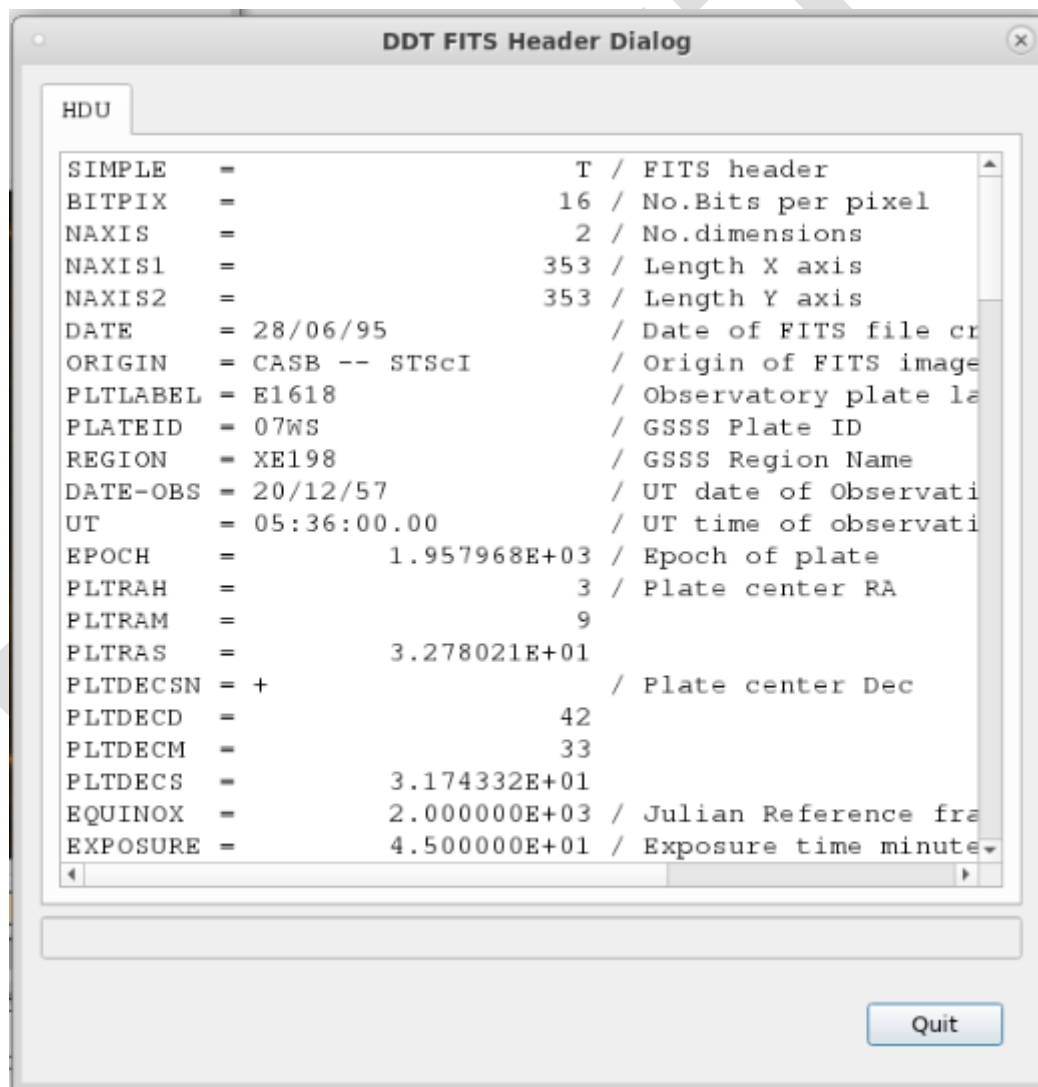 DDT FITS Header Dialog
HDU
SIMPLE = T / FITS header
BITPIX = 16 / No.Bits per pixel
NAXIS = 2 / No.dimensions
NAXIS1 = 353 / Length X axis
NAXIS2 = 353 / Length Y axis
DATE = 28/06/95 / Date of FITS file cr
ORIGIN = CASB -- STScI / Origin of FITS image
PLTLABEL = E1618 / Observatory plate la
PLATEID = 07WS / GSSS Plate ID
REGION = XE198 / GSSS Region Name
DATE-OBS = 20/12/57 / UT date of Observati
UT = 05:36:00.00 / UT time of observati
EPOCH = 1.957968E+03 / Epoch of plate
PLTRAH = 3 / Plate center RA
PLTRAM = 9
PLTRAS = 3.278021E+01
PLTDECSN = + / Plate center Dec
PLTDECD = 42
PLTDECM = 33
PLTDECS = 3.174332E+01
EQUINOX = 2.000000E+03 / Julian Reference fra
EXPOSURE = 4.500000E+01 / Exposure time minute
Quit